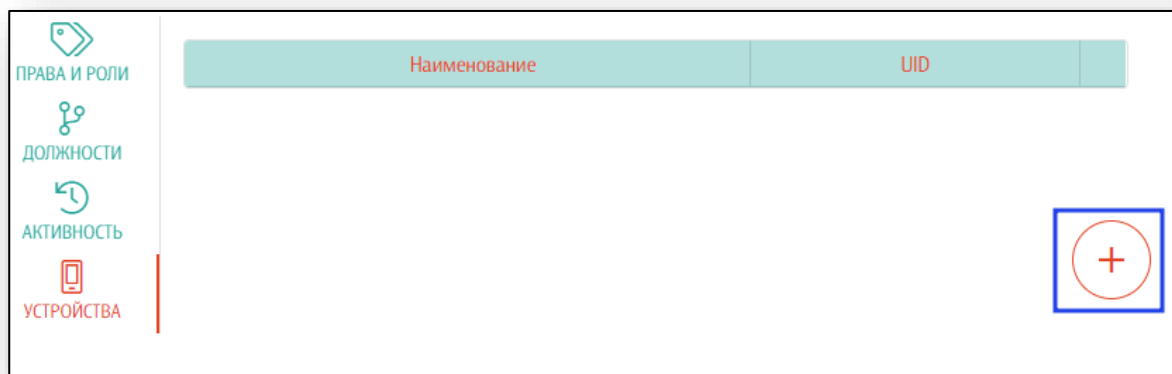 ПРАВА И РОЛИ
ДОЛЖНОСТИ
АКТИВНОСТЬ
УСТРОЙСТВА
Наименование UID
+